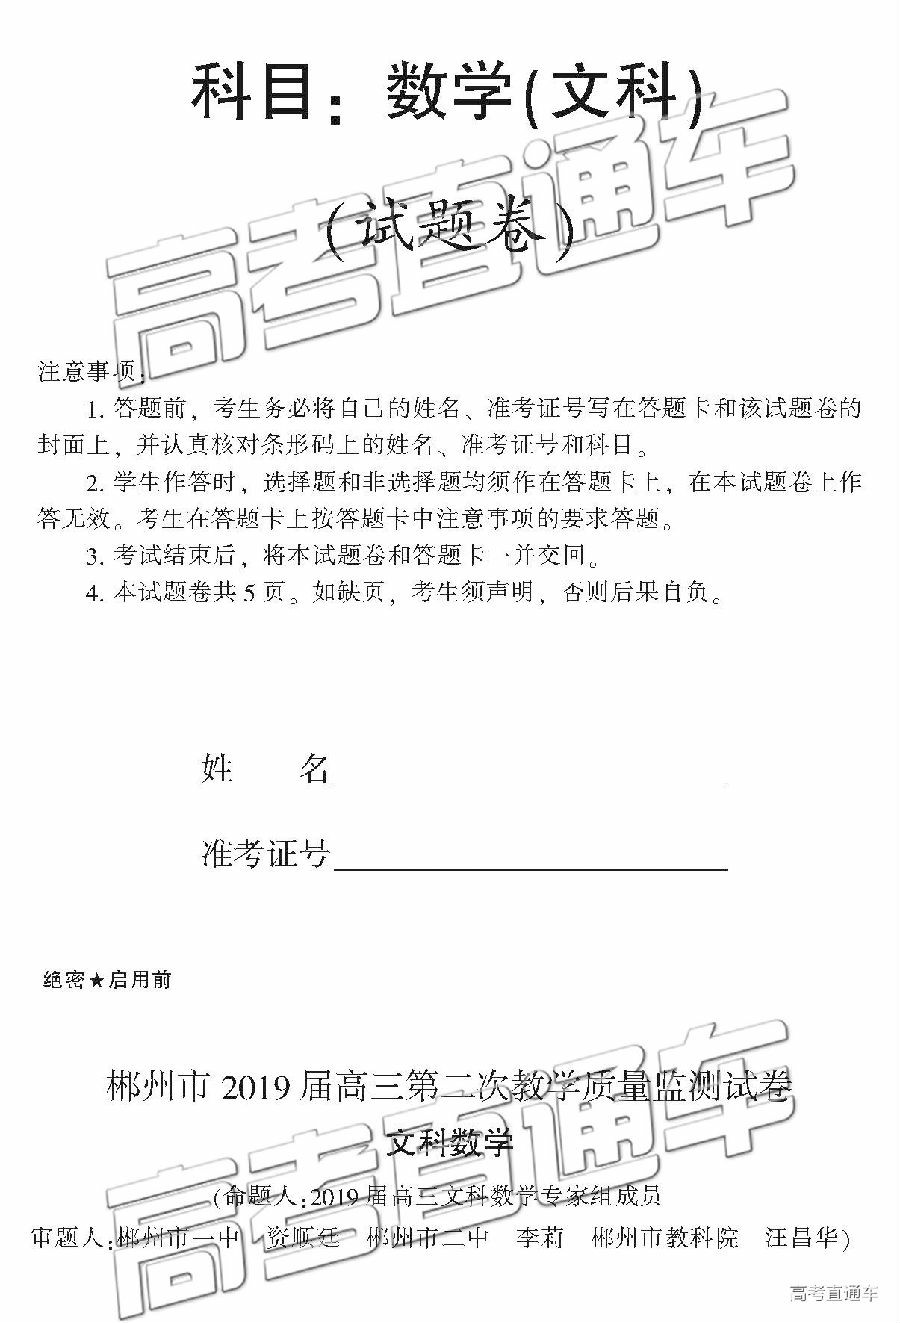 科目：数学(文科)
(试题卷)
高考直通车
注意事项：
1. 答题前，考生务必将自己的姓名、准考证号写在答题卡和该试题卷的
封面上，并认真核对条形码上的姓名、准考证号和科目。
2. 学生作答时，选择题和非选择题均须作在答题卡上，在本试题卷上作
答无效。考生在答题卡上按答题卡中注意事项的要求答题。
3. 考试结束后，将本试题卷和答题卡一并交回。
4. 本试题卷共 5 页。如缺页，考生须声明，否则后果自负。
姓 名
准考证号
绝密★启用前
郴州市 2019 届高三第二次教学质量监测试卷
文科数学
(命题人:2019 届高三文科数学专家组成员
审题人:郴州市一中 资顺廷 郴州市二中 李莉 郴州市教科院 汪昌华)
高考直通车
高考直通车